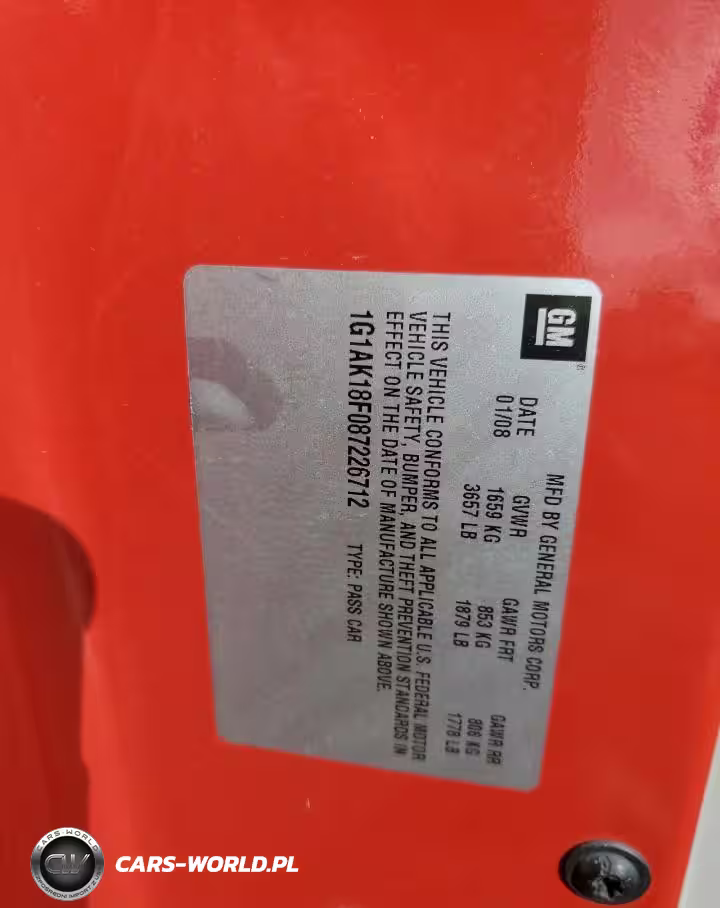 GM
MFD BY GENERAL MOTORS CORP.
DATE GVWR GAWR FRT GAWR RR
01/08 1659 KG 853 KG 806 KG
3657 LB 1879 LB 1778 LB
THIS VEHICLE CONFORMS TO ALL APPLICABLE U.S. FEDERAL MOTOR
VEHICLE SAFETY, BUMPER, AND THEFT PREVENTION STANDARDS IN
EFFECT ON THE DATE OF MANUFACTURE SHOWN ABOVE.
1G1AK18F087226712 TYPE: PASS CAR
CARS-WORLD
CW
CARS-WORLD.PL